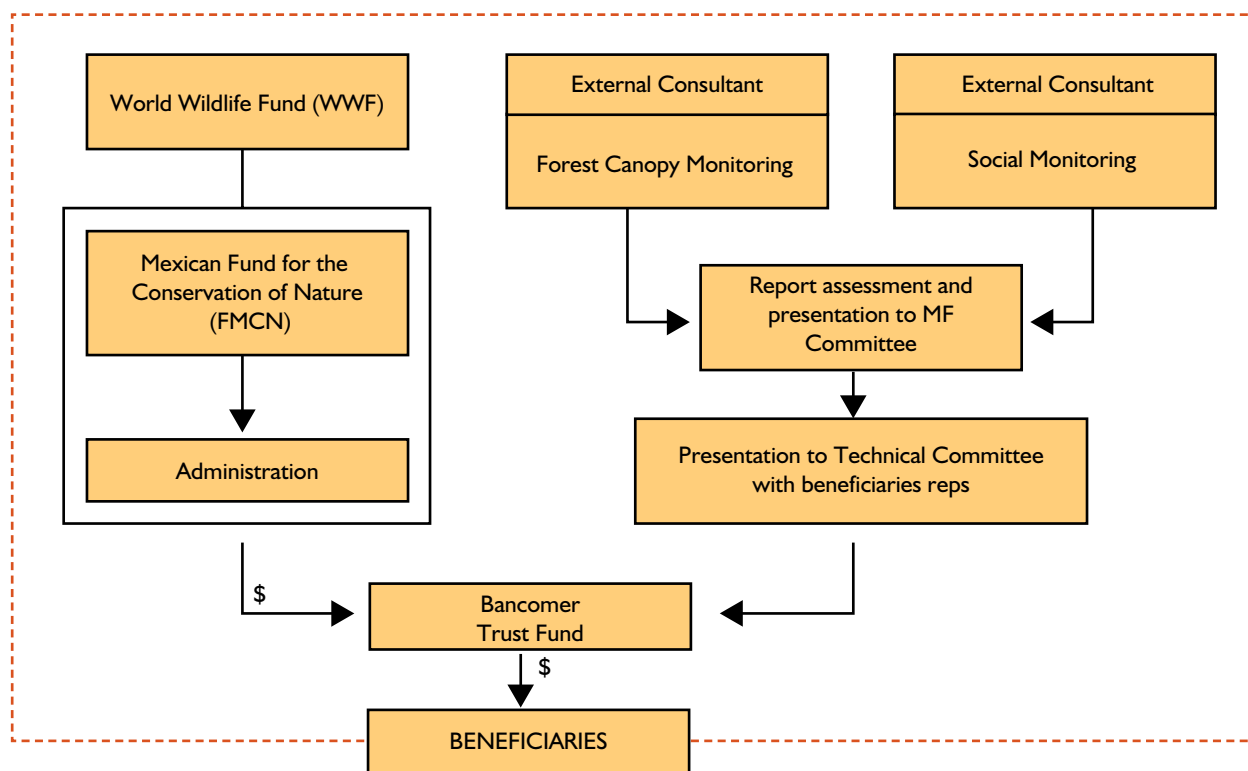 World Wildlife Fund (WWF)
External Consultant
Forest Canopy Monitoring
External Consultant
Social Monitoring
Mexican Fund for the
Conservation of Nature
(FMCN)
Administration
Report assessment and
presentation to MF
Committee
Presentation to Technical Committee
with beneficiaries reps
$
Bancomer
Trust Fund
$
BENEFICIARIES